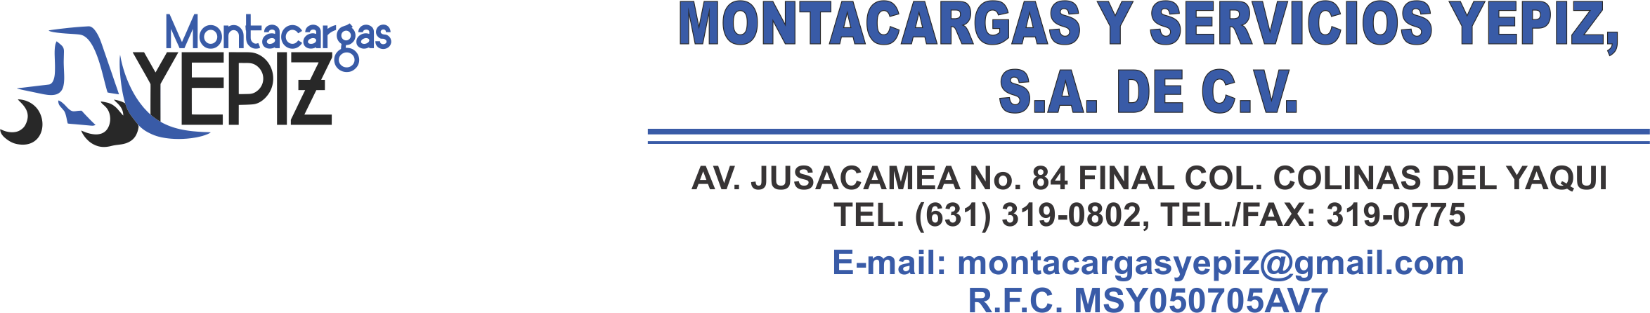 Montacargas
YEPIZ
MONTACARGAS Y SERVICIOS YEPIZ,
S.A. DE C.V.
AV. JUSACAMEA No. 84 FINAL COL. COLINAS DEL YAQUI
TEL. (631) 319-0802, TEL./FAX: 319-0775
E-mail: montacargasyepiz@gmail.com
R.F.C. MSY050705AV7